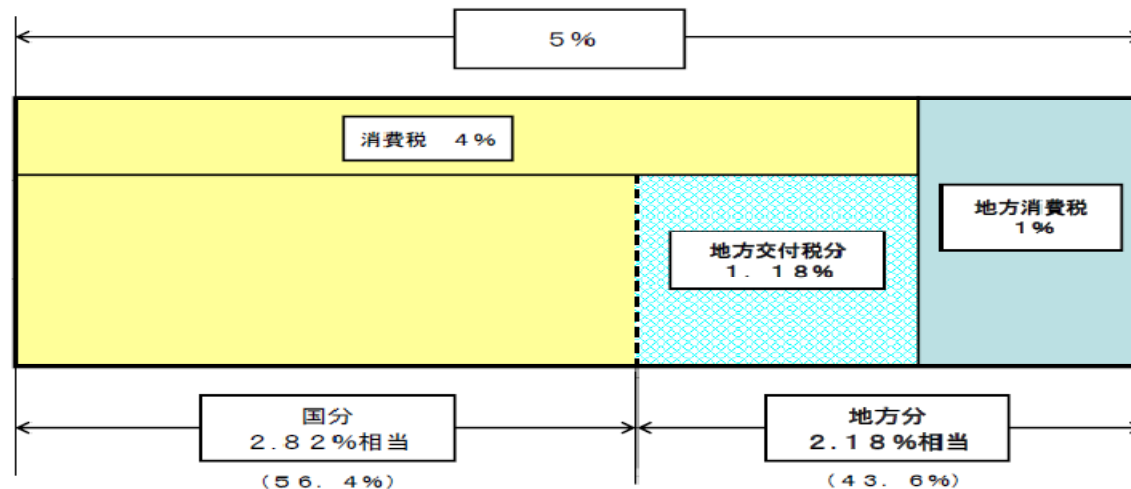 5%
消費税 4%
地方消費税
1%
地方交付税分
1.18%
国分
2.82%相当
(56.4%)
地方分
2.18%相当
(43.6%)